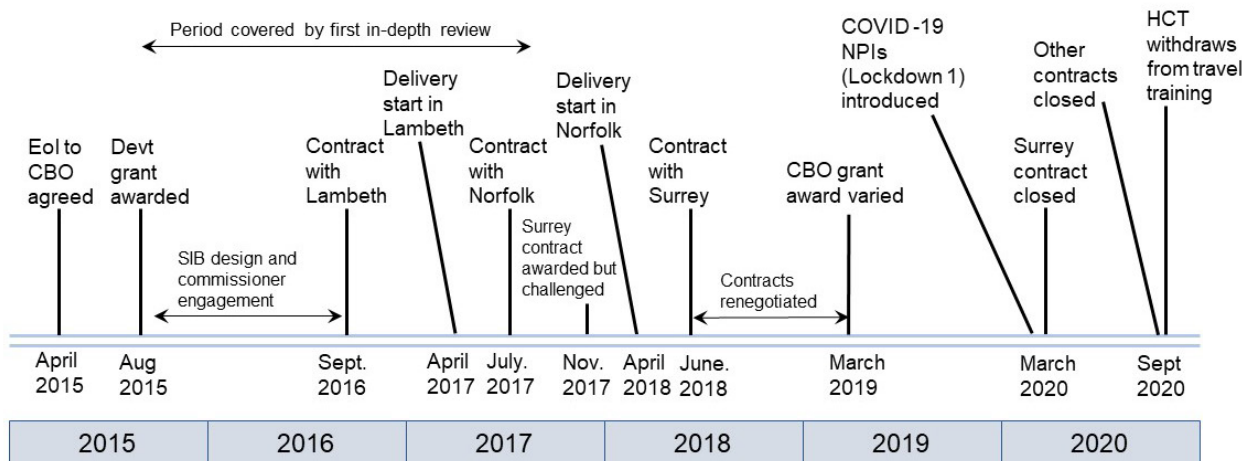 Period covered by first in-depth review
EoI to
CBO
agreed
Devt
grant
awarded
SIB design and
commissioner
engagement
Contract
with
Lambeth
Delivery
start in
Lambeth
Contract
with
Norfolk
Surrey
contract
awarded but
challenged
Delivery
start in
Norfolk
Contract
with
Surrey
Contracts
renegotiated
CBO grant
award varied
COVID-19
NPIs
(Lockdown 1)
introduced
Surrey
contract
closed
Other
contracts
closed
HCT
withdraws
from travel
training
April
2015
Aug
2015
Sept.
2016
April
2017
July.
2017
Nov.
2017
April
2018
June.
2018
March
2019
March
2020
Sept
2020
2015
2016
2017
2018
2019
2020